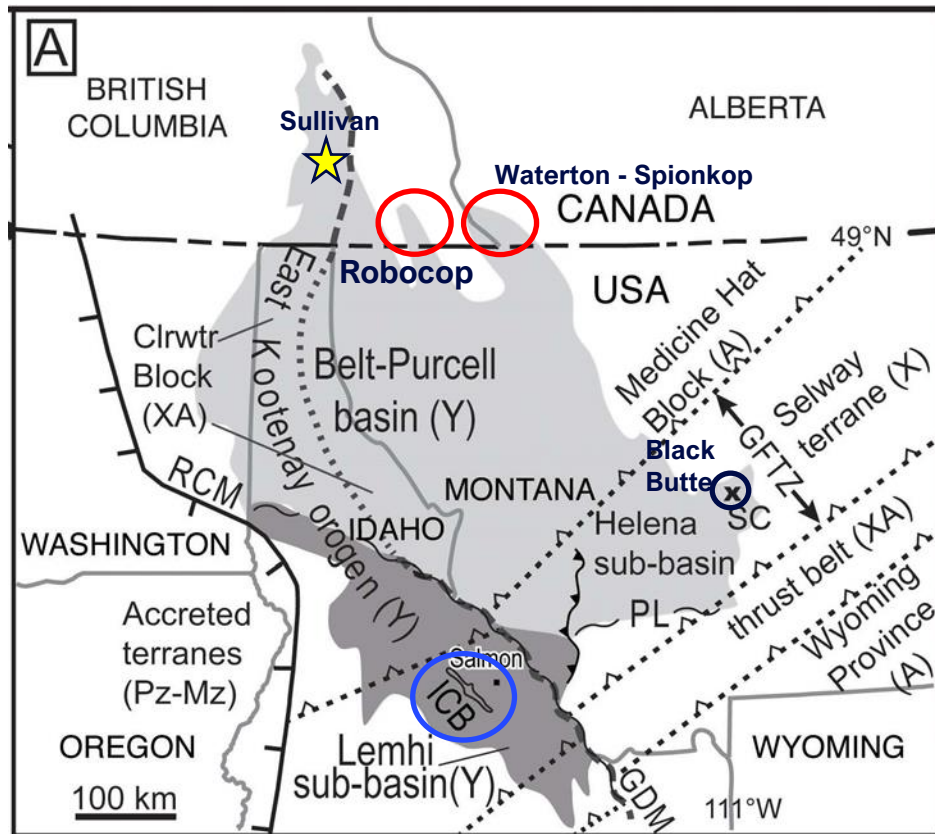 A
BRITISH
COLUMBIA
ALBERTA
Sullivan
Waterton - Spionkop
CANADA
49°N
Robocop
USA
East Kootenay orogen (Y)
Clrwtr
Block
(XA)
Belt-Purcell
basin (Y)
Medicine Hat
Block (A)
Selway
terrane (X)
GFTZ
Black
Butte
x
SC
RCM
MONTANA
IDAHO
Helena
sub-basin
WASHINGTON
PL
thrust belt (XA)
Wyoming
Province
(A)
Accreted
terranes
(Pz-Mz)
Salmon
ICB
OREGON
Lemhi
sub-basin(Y)
WYOMING
GDM
100 km
111°W